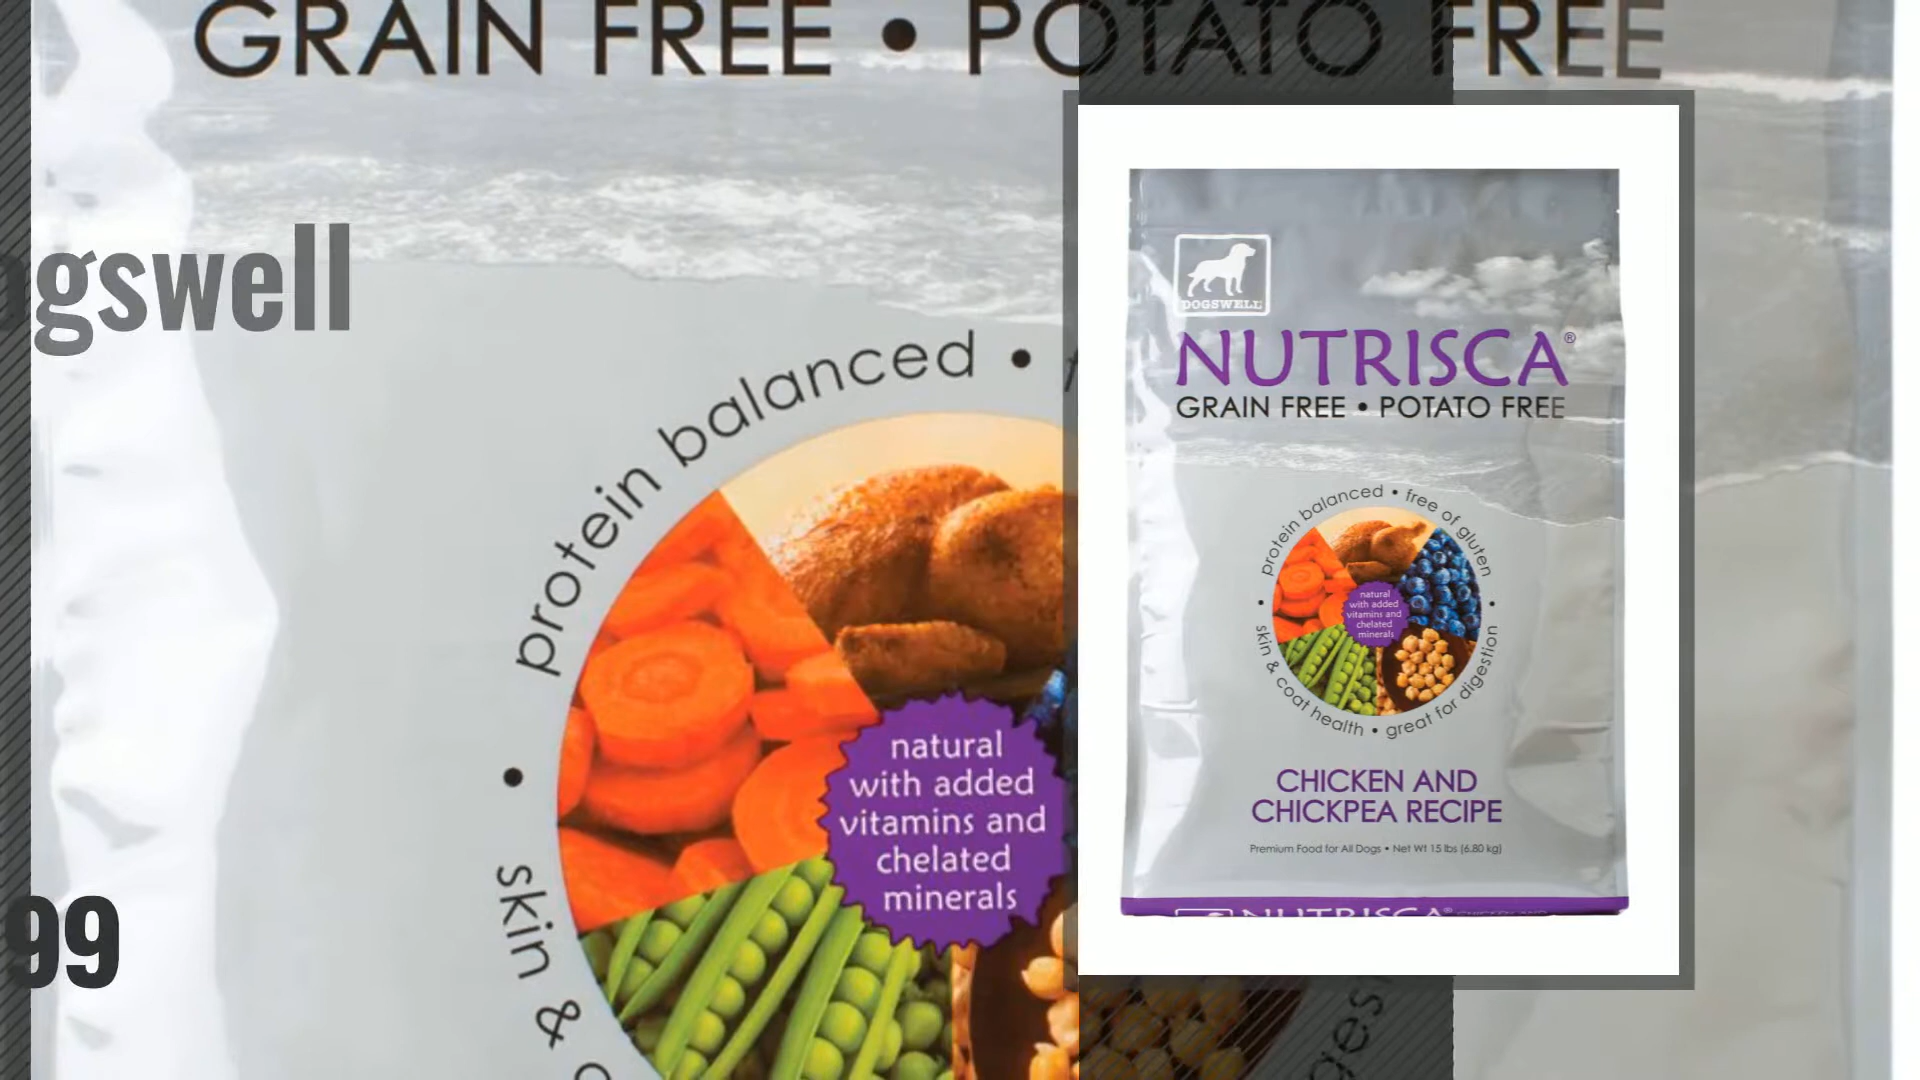 GRAIN FREE • POTATO FREE
gswell
protein balanced •
natural
with added
vitamins and
chelated
minerals
• skin &
99
DOGSWELL
NUTRISCA®
GRAIN FREE • POTATO FREE
protein balanced • free of gluten
• great for digestion
• skin & coat health
natural
with added
vitamins and
chelated
minerals
CHICKEN AND
CHICKPEA RECIPE
Premium Food for All Dogs • Net Wt 15 lbs (6.80 kg)
NUTRISCA®